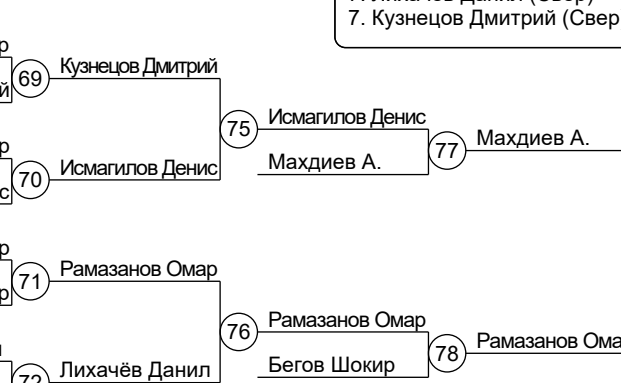 7. Кузнецов Дмитрий (Свер
69
Кузнецов Дмитрий
75
Исмагилов Денис
77
Махдиев А.
Махдиев А.
70
Исмагилов Денис
71
Рамазанов Омар
76
Рамазанов Омар
78
Рамазанов Ома
Бегов Шокир
72
Лихачёв Данил